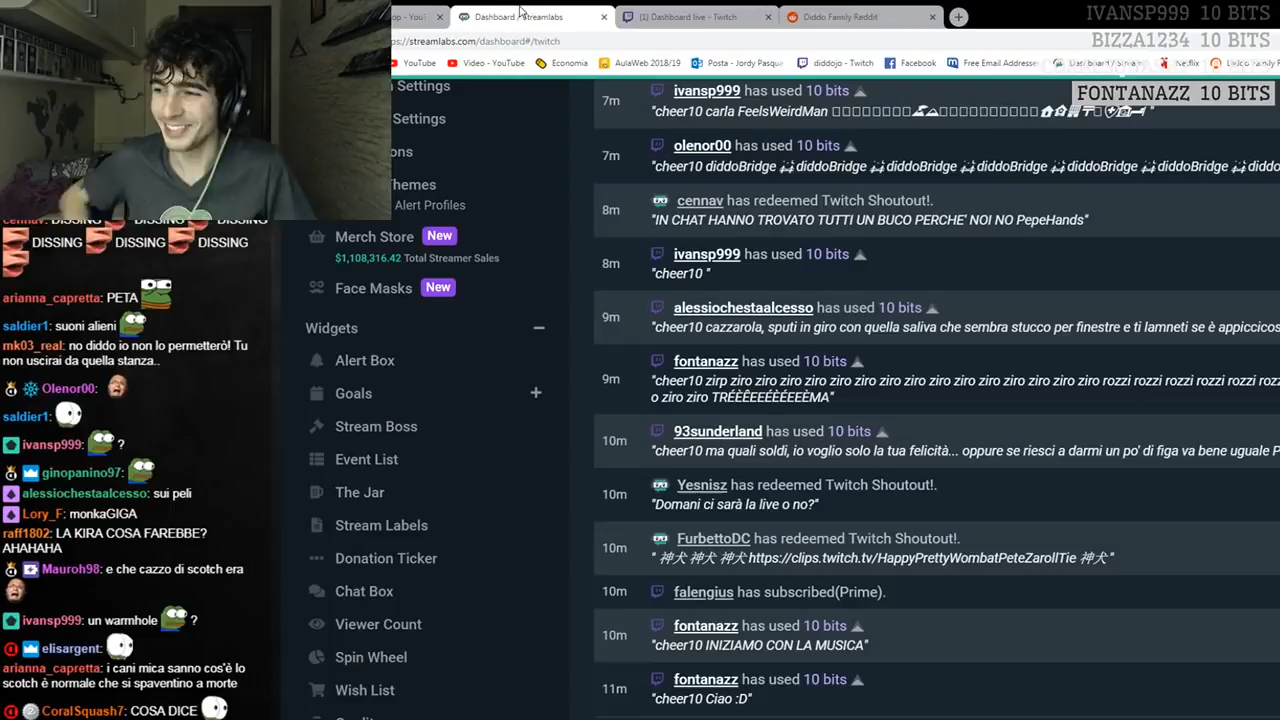 op - YouT
Dashboard / Streamlabs
(1) Dashboard live - Twitch
Diddo Family Reddit
IVANSP999 10 BITS
BIZZA1234 10 BITS
FONTANAZZ 10 BITS
ps://streamlabs.com/dashboard#/twitch
YouTube
Video - YouTube
Economia
AulaWeb 2018/19
Posta - Jordy Pasqua
diddojo - Twitch
Facebook
Free Email Addresse
Dashboard / Stream
Netflix
DISSING DISSING DISSING
DISSING DISSING DISSING
arianna_capretta: PETA
saldier1: suoni alieni
mk03_real: no diddo io non lo permetterò! Tu
non uscirai da quella stanza..
Olenor00:
saldier1:
ivansp999: ?
ginopanino97:
alessiochestaalcesso: sui peli
Lory_F: monkaGIGA
raff1802: LA KIRA COSA FAREBBE?
AHAHAHA
Mauroh98: e che cazzo di scotch era
ivansp999: un warmhole ?
elisargent:
arianna_capretta: i cani mica sanno cos'è lo
scotch è normale che si spaventino a morte
CoralSquash7: COSA DICE
Settings
Settings
ons
Themes
Alert Profiles
Merch Store New
$1,108,316.42 Total Streamer Sales
Face Masks New
Widgets
Alert Box
Goals
Stream Boss
Event List
The Jar
Stream Labels
Donation Ticker
Chat Box
Viewer Count
Spin Wheel
Wish List
7m ivansp999 has used 10 bits
"cheer10 carla FeelsWeirdMan
7m olenor00 has used 10 bits
"cheer10 diddoBridge diddoBridge diddoBridge diddoBridge diddoBridge diddo
8m cennav has redeemed Twitch Shoutout!.
"IN CHAT HANNO TROVATO TUTTI UN BUCO PERCHE' NOI NO PepeHands"
8m ivansp999 has used 10 bits
"cheer10 "
9m alessiochestaalcesso has used 10 bits
"cheer10 cazzarola, sputi in giro con quella saliva che sembra stucco per finestre e ti lamneti se è appiccicos
9m fontanazz has used 10 bits
"cheer10 zirp ziro ziro ziro ziro ziro ziro ziro ziro ziro ziro ziro ziro ziro ziro rozzi rozzi rozzi rozzi rozzi rozz
o ziro ziro TRÉÈÊEÉÈÉEEÈMA"
10m 93sunderland has used 10 bits
"cheer10 ma quali soldi, io voglio solo la tua felicità... oppure se riesci a darmi un po' di figa va bene uguale P
10m Yesnisz has redeemed Twitch Shoutout!.
"Domani ci sarà la live o no?"
10m FurbettoDC has redeemed Twitch Shoutout!.
" 神犬 神犬 神犬 https://clips.twitch.tv/HappyPrettyWombatPeteZarollTie 神犬"
10m falengius has subscribed(Prime).
10m fontanazz has used 10 bits
"cheer10 INIZIAMO CON LA MUSICA"
11m fontanazz has used 10 bits
"cheer10 Ciao :D"